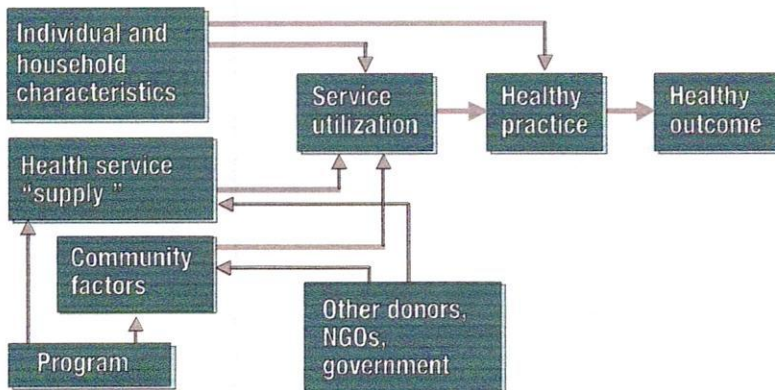 Individual and
household
characteristics
Service
utilization
Healthy
practice
Healthy
outcome
Health service
“supply ”
Community
factors
Other donors,
NGOs,
government
Program